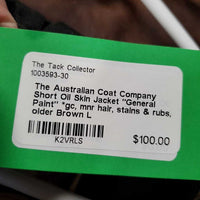 The Tack Collector
1003593-30
The Australian Coat Company
Short Oil Skin Jacket "General
Paint" *gc, mnr hair, stains & rubs,
older Brown L
K2VRLS
$100.00